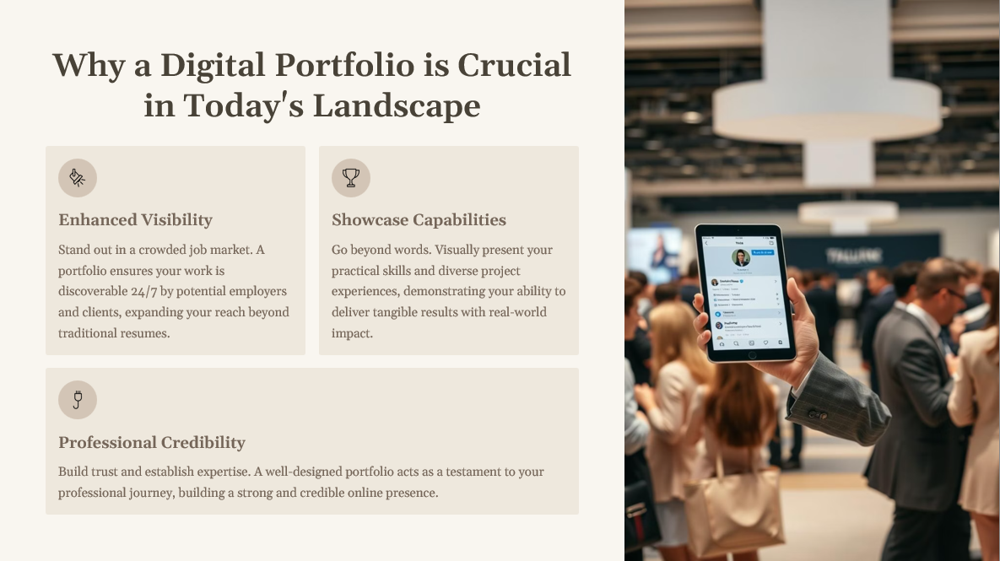 Why a Digital Portfolio is Crucial
in Today's Landscape
Enhanced Visibility
Stand out in a crowded job market. A
portfolio ensures your work is
discoverable 24/7 by potential employers
and clients, expanding your reach beyond
traditional resumes.
Showcase Capabilities
Go beyond words. Visually present your
practical skills and diverse project
experiences, demonstrating your ability to
deliver tangible results with real-world
impact.
Professional Credibility
Build trust and establish expertise. A well-designed portfolio acts as a testament to your
professional journey, building a strong and credible online presence.